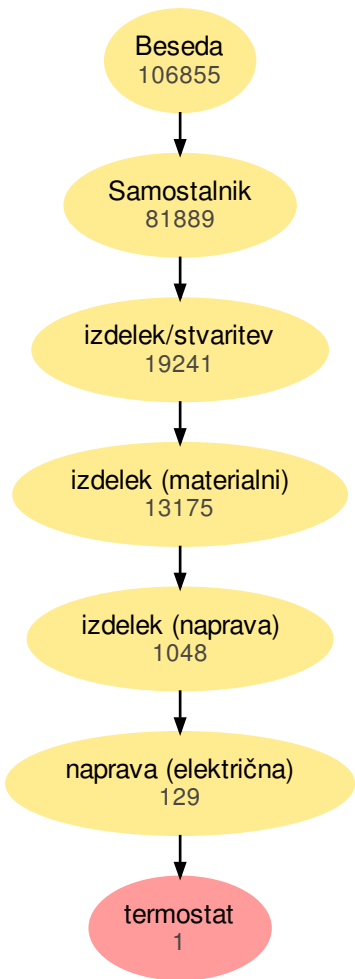 Beseda
106855
Samostalnik
81889
izdelek/stvaritev
19241
izdelek (materialni)
13175
izdelek (naprava)
1048
naprava (električna)
129
termostat
1